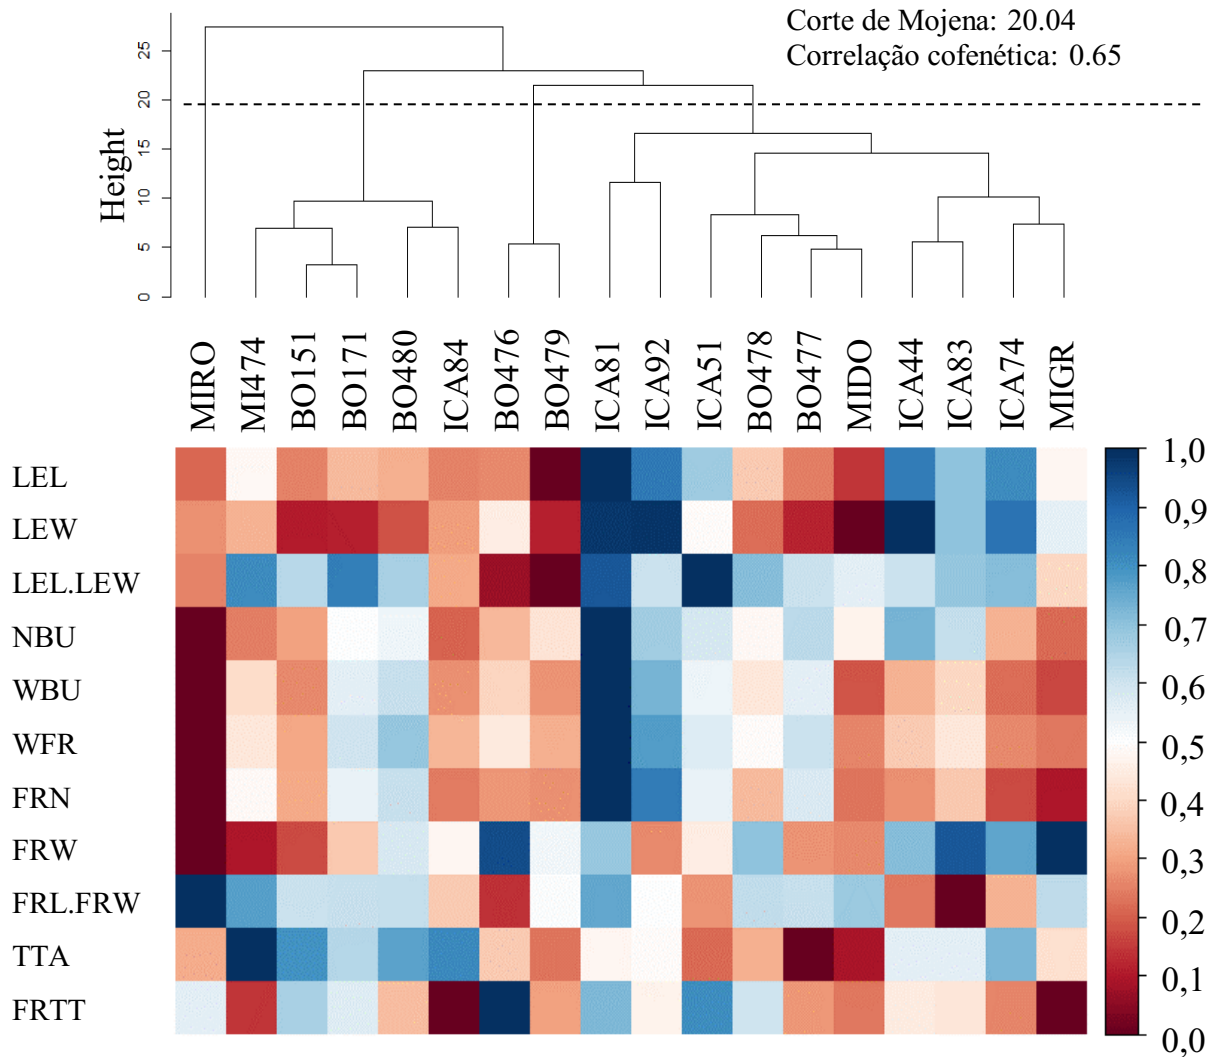 Corte de Mojena: 20.04
Correlação cofenética: 0.65
Height
25
20
15
10
5
0
MIRO
MI474
BO151
BO171
BO480
ICA84
BO476
BO479
ICA81
ICA92
ICA51
BO478
BO477
MIDO
ICA44
ICA83
ICA74
MIGR
LEL
LEW
LEL.LEW
NBU
WBU
WFR
FRN
FRW
FRL.FRW
TTA
FRTT
1,0
0,9
0,8
0,7
0,6
0,5
0,4
0,3
0,2
0,1
0,0